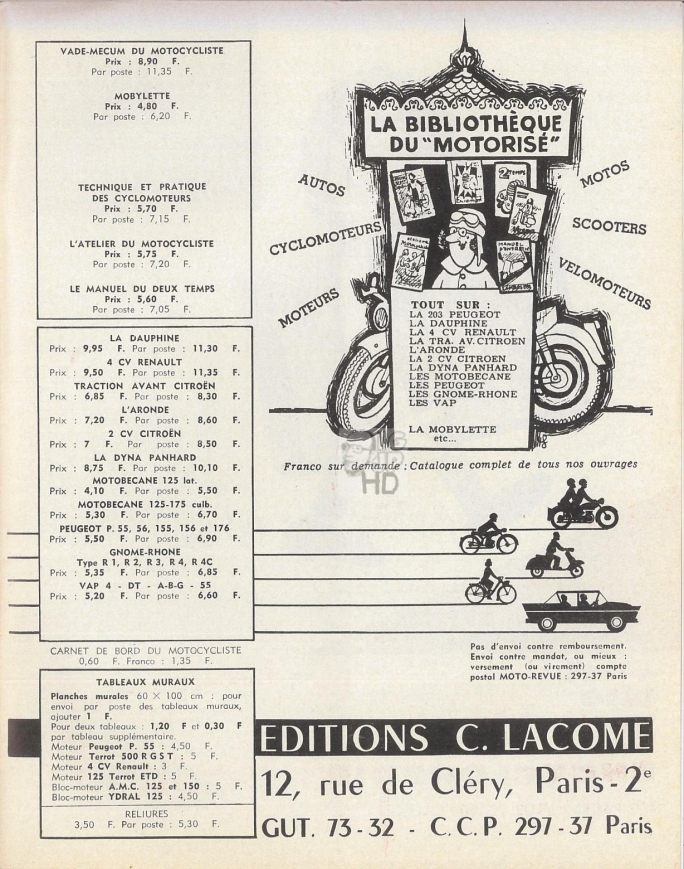 VADE-MECUM DU MOTOCYCLISTE
Prix : 8,90 F.
Par poste : 11,35 F.
MOBYLETTE
Prix : 4,80 F.
Par poste : 6,20 F.
TECHNIQUE ET PRATIQUE
DES CYCLOMOTEURS
Prix : 5,70 F.
Par poste : 7,15 F.
L'ATELIER DU MOTOCYCLISTE
Prix : 5,75 F.
Par poste : 7,20 F.
LE MANUEL DU DEUX TEMPS
Prix : 5,60 F.
Par poste : 7,05 F.
LA DAUPHINE
Prix : 9,95 F. Par poste : 11,30 F.
4 CV RENAULT
Prix : 9,50 F. Par poste : 11,35 F.
TRACTION AVANT CITROËN
Prix : 6,85 F. Par poste : 8,30 F.
L'ARONDE
Prix : 7,20 F. Par poste : 8,60 F.
2 CV CITROËN
Prix : 7 F. Par poste : 8,50 F.
LA DYNA PANHARD
Prix : 8,75 F. Par poste : 10,10 F.
MOTOBECANE 125 lat.
Prix : 4,10 F. Par poste : 5,50 F.
MOTOBECANE 125-175 culb.
Prix : 5,30 F. Par poste : 6,70 F.
PEUGEOT P. 55, 56, 155, 156 et 176
Prix : 5,50 F. Par poste : 6,90 F.
GNOME-RHONE
Type R 1, R 2, R 3, R 4, R 4C
Prix : 5,35 F. Par poste : 6,85 F.
VAP 4 - DT - A-B-G - 55
Prix : 5,20 F. Par poste : 6,60 F.
CARNET DE BORD DU MOTOCYCLISTE
0,60 F. Franco : 1,35 F.
TABLEAUX MURAUX
Planches murales 60 × 100 cm : pour
envoi par poste des tableaux muraux,
ajouter 1 F.
Pour deux tableaux : 1,20 F et 0,30 F
par tableau supplémentaire.
Moteur Peugeot P. 55 : 4,50 F.
Moteur Terrot 500 R G S T : 5 F.
Moteur 4 CV Renault : 3 F.
Moteur 125 Terrot ETD : 5 F.
Bloc-moteur A.M.C. 125 et 150 : 5 F.
Bloc-moteur YDRAL 125 : 4,50 F.
RELIURES
3,50 F. Par poste : 5,30 F.
LA BIBLIOTHÈQUE
DU "MOTORISÉ"
AUTOS
CYCLOMOTEURS
MOTEURS
MOTOS
SCOOTERS
VELOMOTEURS
2 TEMPS
TOUT SUR :
LA 203 PEUGEOT
LA DAUPHINE
LA 4 CV RENAULT
LA TRA. AV. CITROEN
L'ARONDE
LA 2 CV CITROEN
LA DYNA PANHARD
LES MOTOBECANE
LES PEUGEOT
LES GNOME-RHONE
LES VAP
LA MOBYLETTE
etc...
Franco sur demande : Catalogue complet de tous nos ouvrages
HD
Pas d'envoi contre remboursement.
Envoi contre mandat, ou mieux :
versement (ou virement) compte
postal MOTO-REVUE : 297-37 Paris
EDITIONS C. LACOME
12, rue de Cléry, Paris - 2e
GUT. 73-32 - C.C.P. 297-37 Paris